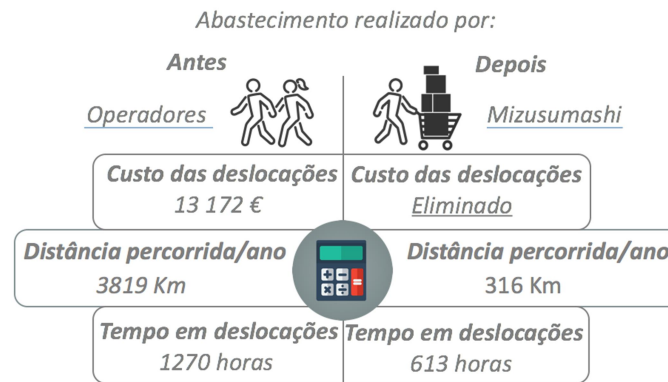 Abastecimento realizado por:
Antes
Depois
Operadores
Mizusumashi
Custo das deslocações
13 172 €
Custo das deslocações
Eliminado
Distância percorrida/ano
3819 Km
Distância percorrida/ano
316 Km
Tempo em deslocações
1270 horas
Tempo em deslocações
613 horas